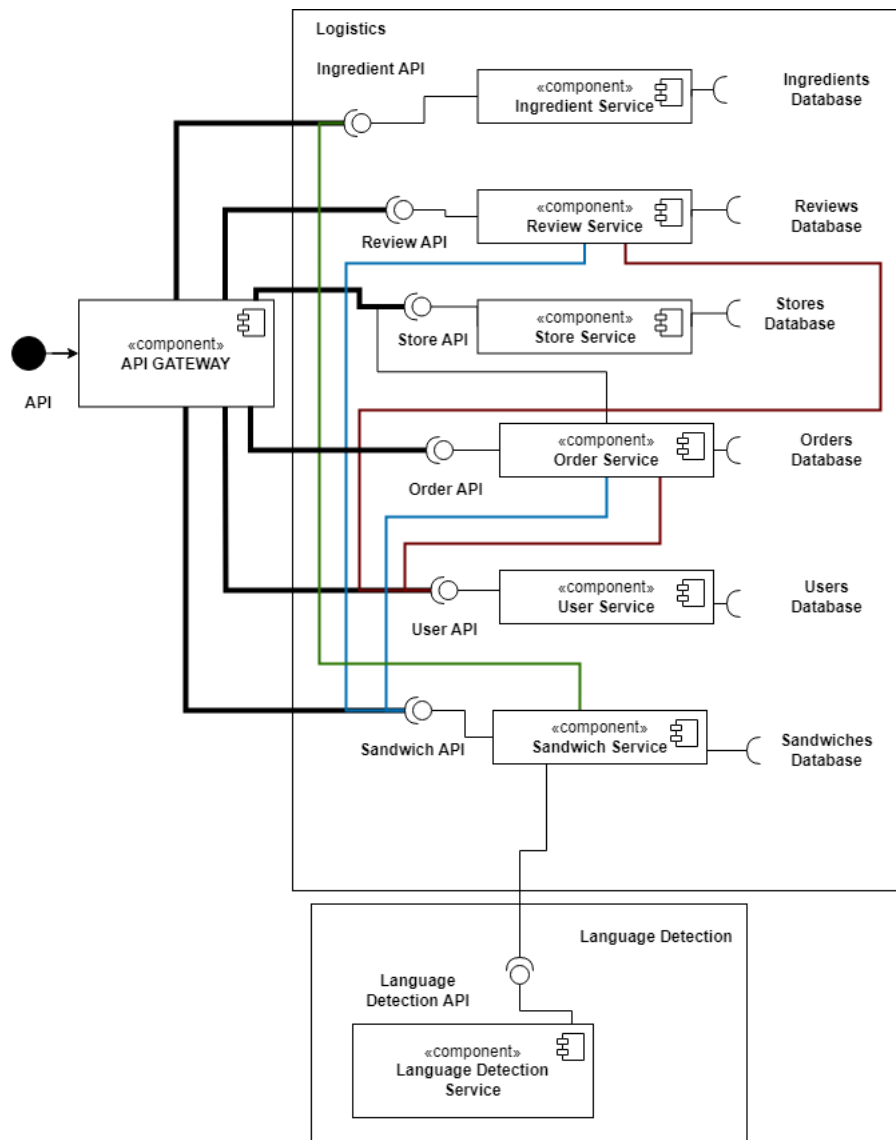 Logistics
Ingredient API
«component»
Ingredient Service
Ingredients
Database
«component»
Review Service
Reviews
Database
Review API
«component»
Store Service
Stores
Database
Store API
«component»
API GATEWAY
API
«component»
Order Service
Orders
Database
Order API
«component»
User Service
Users
Database
User API
«component»
Sandwich Service
Sandwiches
Database
Sandwich API
Language Detection
Language
Detection API
«component»
Language Detection
Service